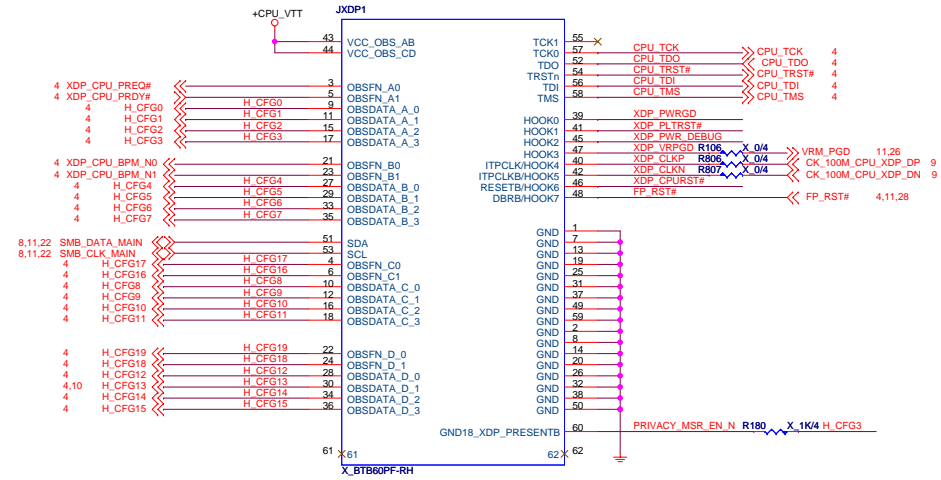 JXDP1
+CPU_VTT
43 VCC_OBS_AB
44 VCC_OBS_CD
4 XDP_CPU_PREQ# 3 OBSFN_A0
4 XDP_CPU_PRDY# 5 OBSFN_A1
4 H_CFG0 H_CFG0 9 OBSDATA_A_0
4 H_CFG1 H_CFG1 11 OBSDATA_A_1
4 H_CFG2 H_CFG2 15 OBSDATA_A_2
4 H_CFG3 H_CFG3 17 OBSDATA_A_3
4 XDP_CPU_BPM_N0 21 OBSFN_B0
4 XDP_CPU_BPM_N1 23 OBSFN_B1
4 H_CFG4 H_CFG4 27 OBSDATA_B_0
4 H_CFG5 H_CFG5 29 OBSDATA_B_1
4 H_CFG6 H_CFG6 33 OBSDATA_B_2
4 H_CFG7 H_CFG7 35 OBSDATA_B_3
8,11,22 SMB_DATA_MAIN 51 SDA
8,11,22 SMB_CLK_MAIN 53 SCL
4 H_CFG17 H_CFG17 4 OBSFN_C0
4 H_CFG16 H_CFG16 6 OBSFN_C1
4 H_CFG8 H_CFG8 10 OBSDATA_C_0
4 H_CFG9 H_CFG9 12 OBSDATA_C_1
4 H_CFG10 H_CFG10 16 OBSDATA_C_2
4 H_CFG11 H_CFG11 18 OBSDATA_C_3
4 H_CFG19 H_CFG19 22 OBSFN_D_0
4 H_CFG18 H_CFG18 24 OBSFN_D_1
4 H_CFG12 H_CFG12 28 OBSDATA_D_0
4,10 H_CFG13 H_CFG13 30 OBSDATA_D_1
4 H_CFG14 H_CFG14 34 OBSDATA_D_2
4 H_CFG15 H_CFG15 36 OBSDATA_D_3
61 61
TCK1 55
TCK0 57 CPU_TCK CPU_TCK 4
TDO 52 CPU_TDO CPU_TDO 4
TRSTn 54 CPU_TRST# CPU_TRST# 4
TDI 56 CPU_TDI CPU_TDI 4
TMS 58 CPU_TMS CPU_TMS 4
HOOK0 39 XDP_PWRGD
HOOK1 41 XDP_PLTRST#
HOOK2 45 XDP_PWR_DEBUG
HOOK3 47 XDP_VRPGD R106 X_0/4 VRM_PGD 11,26
ITPCLK/HOOK4 40 XDP_CLKP R806 X_0/4 CK_100M_CPU_XDP_DP 9
ITPCLKB/HOOK5 42 XDP_CLKN R807 X_0/4 CK_100M_CPU_XDP_DN 9
RESETB/HOOK6 46 XDP_CPURST#
DBRB/HOOK7 48 FP_RST# FP_RST# 4,11,28
GND 1
GND 7
GND 13
GND 19
GND 25
GND 31
GND 37
GND 49
GND 59
GND 2
GND 8
GND 14
GND 20
GND 26
GND 32
GND 38
GND 50
GND18_XDP_PRESENTB 60 PRIVACY_MSR_EN_N R180 X_1K/4 H_CFG3
62 62
X_BTB60PF-RH